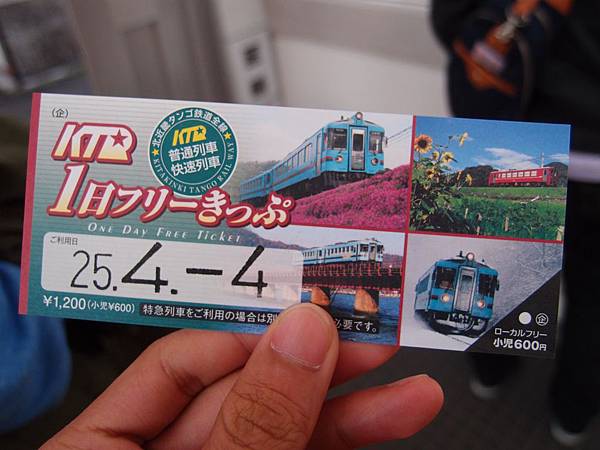 企
KTR
★北近畿タンゴ鉄道全線★
KTR
普通列車
快速列車
KITAKINKI TANGO RAILWAY
1日フリーきっぷ
ONE DAY FREE TICKET
ご利用日
25.4.-4
¥1,200(小児¥600)
特急列車をご利用の場合は別 必要です。
企
ローカルフリー
小児600円